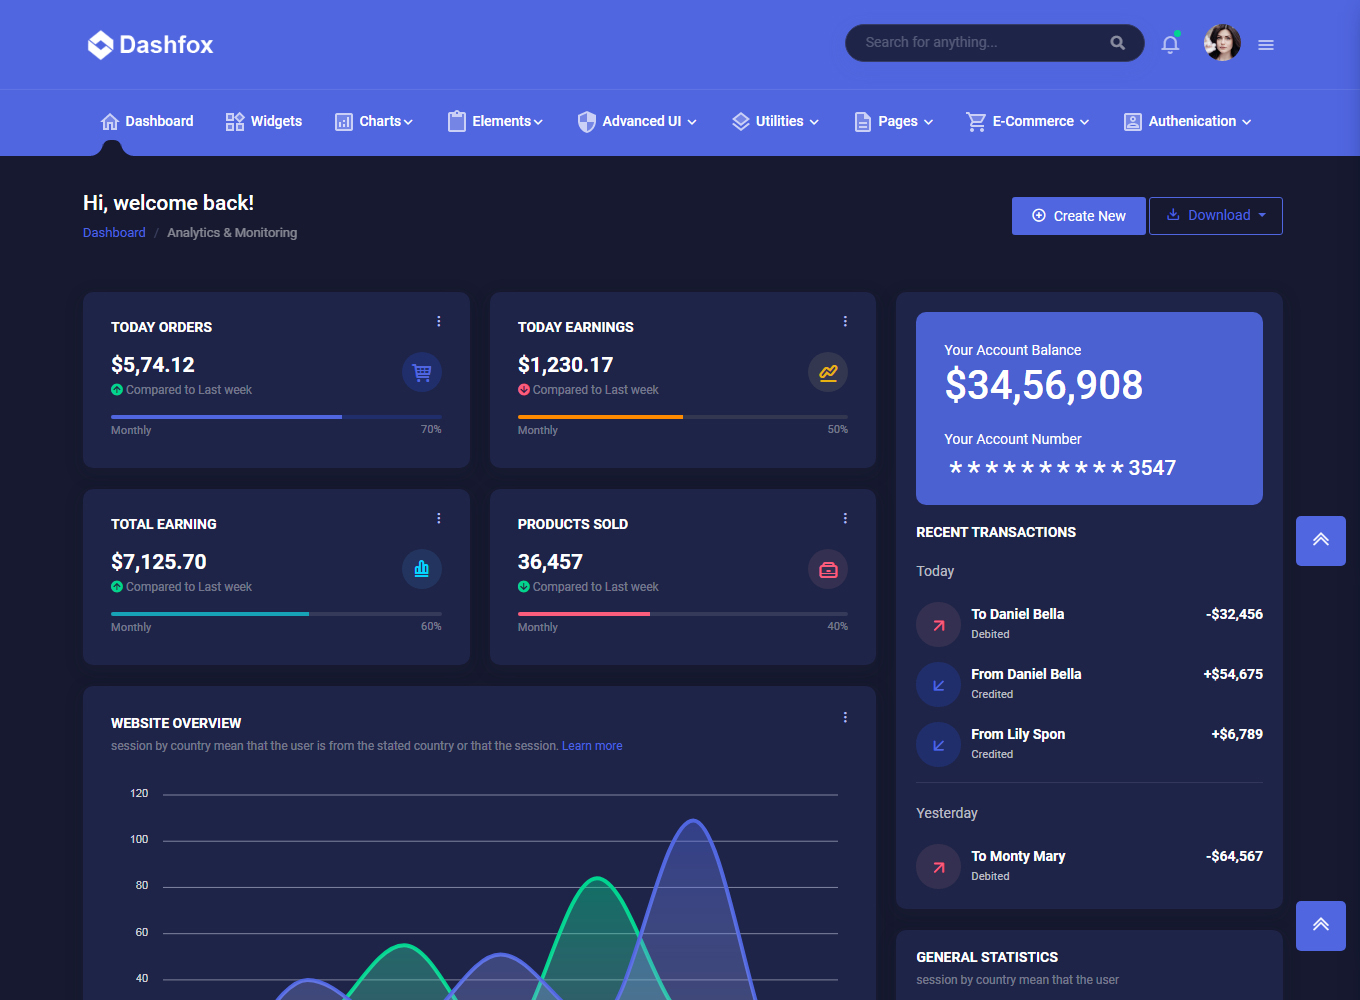 Dashfox
Search for anything...
Dashboard
Widgets
Charts
Elements
Advanced UI
Utilities
Pages
E-Commerce
Authenication
Hi, welcome back!
Dashboard / Analytics & Monitoring
Create New
Download
TODAY ORDERS
$5,74.12
Compared to Last week
Monthly 70%
TODAY EARNINGS
$1,230.17
Compared to Last week
Monthly 50%
TOTAL EARNING
$7,125.70
Compared to Last week
Monthly 60%
PRODUCTS SOLD
36,457
Compared to Last week
Monthly 40%
WEBSITE OVERVIEW
session by country mean that the user is from the stated country or that the session. Learn more
120
100
80
60
40
Your Account Balance
$34,56,908
Your Account Number
* * * * * * * * * * 3547
RECENT TRANSACTIONS
Today
To Daniel Bella -$32,456
Debited
From Daniel Bella +$54,675
Credited
From Lily Spon +$6,789
Credited
Yesterday
To Monty Mary -$64,567
Debited
GENERAL STATISTICS
session by country mean that the user